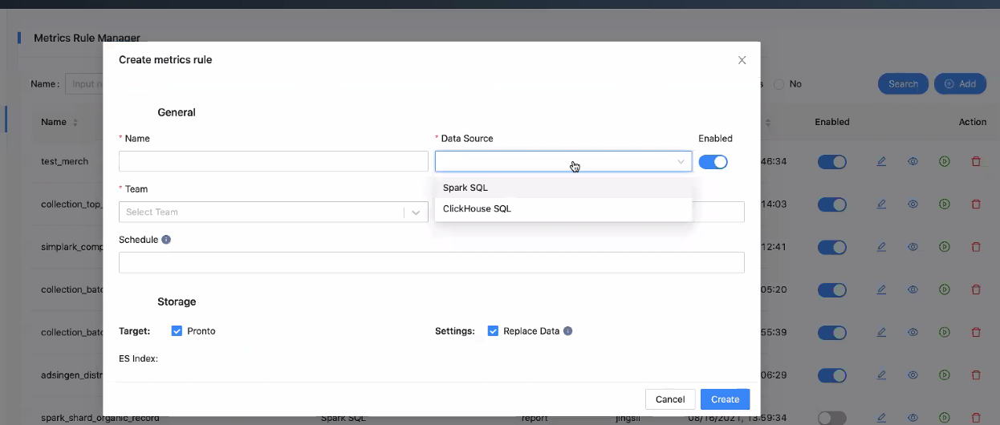 Metrics Rule Manager
Create metrics rule
Name : Input
No
Search
Add
General
Name
Enabled
Action
* Name
* Data Source
Enabled
test_merch
46:34
Spark SQL
* Team
Select Team
ClickHouse SQL
collection_top_
14:03
Schedule
simplark_comp
12:41
collection_batc
05:20
Storage
Target:
Pronto
Settings:
Replace Data
collection_batc
55:39
ES Index:
adsingen_distr
06:29
Cancel
Create
spark_shard_organic_record
Spark SQL
report
jingsli
08/16/2021, 13:59:34